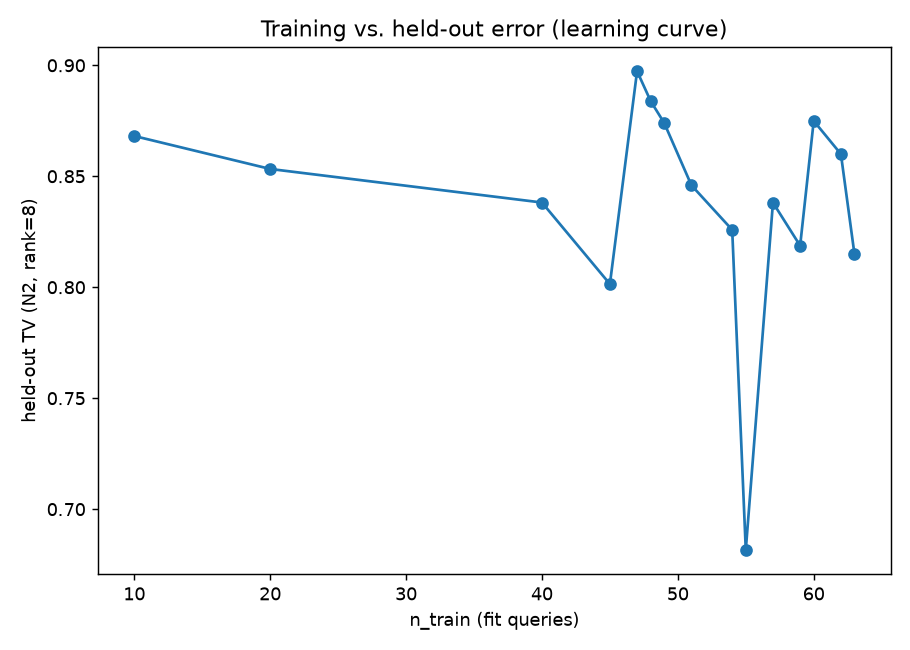 Training vs. held-out error (learning curve)
held-out TV (N2, rank=8)
0.90
0.85
0.80
0.75
0.70
10 20 30 40 50 60
n_train (fit queries)